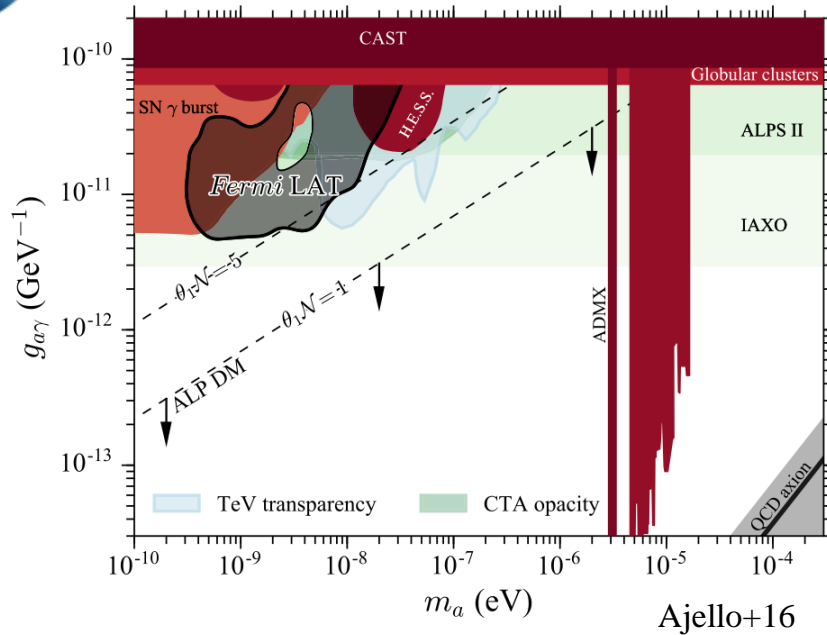 CAST
10⁻¹⁰
Globular clusters
SN γ burst
H.E.S.S.
ALPS II
10⁻¹¹
Fermi LAT
IAXO
g_{aγ} (GeV⁻¹)
θ₁N = 5
10⁻¹²
θ₁N = 1
ADMX
ALP DM
10⁻¹³
TeV transparency
CTA opacity
QCD axion
10⁻¹⁰ 10⁻⁹ 10⁻⁸ 10⁻⁷ 10⁻⁶ 10⁻⁵ 10⁻⁴
m_a (eV)
Ajello+16